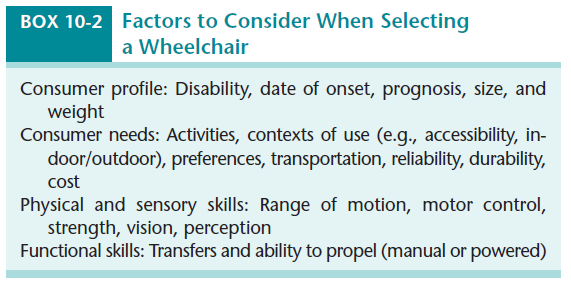 BOX 10-2
Factors to Consider When Selecting
a Wheelchair
Consumer profile: Disability, date of onset, prognosis, size, and
weight
Consumer needs: Activities, contexts of use (e.g., accessibility, in-
door/outdoor), preferences, transportation, reliability, durability,
cost
Physical and sensory skills: Range of motion, motor control,
strength, vision, perception
Functional skills: Transfers and ability to propel (manual or powered)